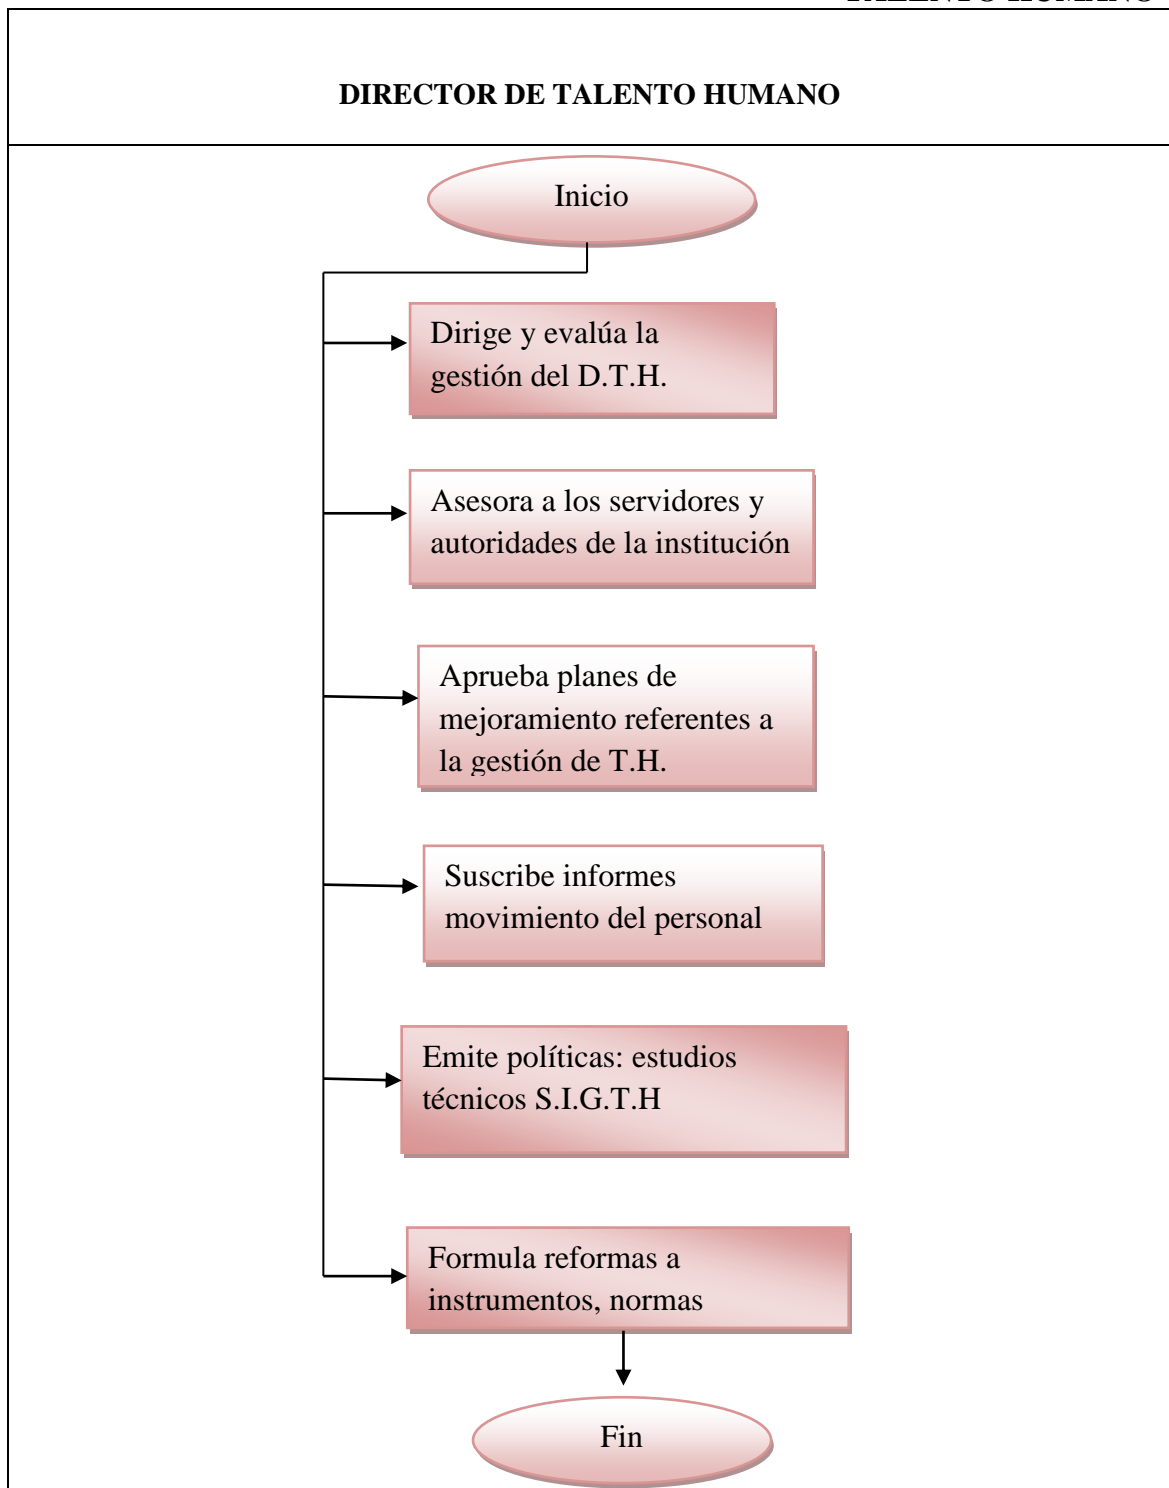 TALENTO HUMANO
DIRECTOR DE TALENTO HUMANO
Inicio
Dirige y evalúa la
gestión del D.T.H.
Asesora a los servidores y
autoridades de la institución
Aprueba planes de
mejoramiento referentes a
la gestión de T.H.
Suscribe informes
movimiento del personal
Emite políticas: estudios
técnicos S.I.G.T.H
Formula reformas a
instrumentos, normas
Fin